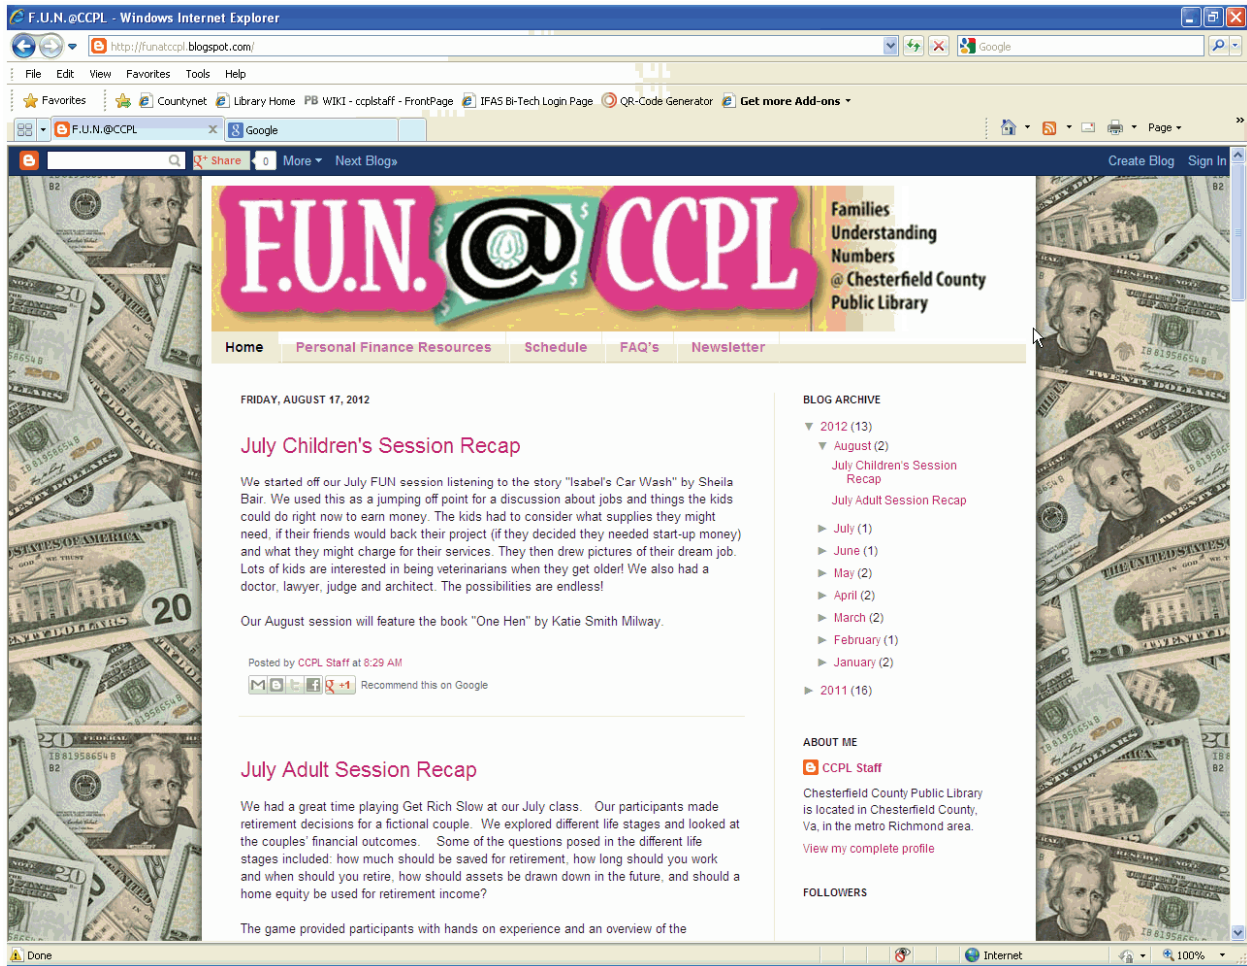 F.U.N. @CCPL - Windows Internet Explorer
http://funatccpl.blogspot.com/
Google
File Edit View Favorites Tools Help
Favorites Countynet Library Home PB WIKI - ccplstaff - FrontPage IFAS Bi-Tech Login Page QR-Code Generator Get more Add-ons
F.U.N.@CCPL X Google Page »
Share 0 More Next Blog» Create Blog Sign In
F.U.N. @ CCPL
Families
Understanding
Numbers
@ Chesterfield County
Public Library
Home Personal Finance Resources Schedule FAQ's Newsletter
FRIDAY, AUGUST 17, 2012
July Children's Session Recap
We started off our July FUN session listening to the story "Isabel's Car Wash" by Sheila
Bair. We used this as a jumping off point for a discussion about jobs and things the kids
could do right now to earn money. The kids had to consider what supplies they might
need, if their friends would back their project (if they decided they needed start-up money)
and what they might charge for their services. They then drew pictures of their dream job.
Lots of kids are interested in being veterinarians when they get older! We also had a
doctor, lawyer, judge and architect. The possibilities are endless!
Our August session will feature the book "One Hen" by Katie Smith Milway.
Posted by CCPL Staff at 8:29 AM
+1 Recommend this on Google
July Adult Session Recap
We had a great time playing Get Rich Slow at our July class. Our participants made
retirement decisions for a fictional couple. We explored different life stages and looked at
the couples' financial outcomes. Some of the questions posed in the different life
stages included: how much should be saved for retirement, how long should you work
and when should you retire, how should assets be drawn down in the future, and should a
home equity be used for retirement income?
The game provided participants with hands on experience and an overview of the
BLOG ARCHIVE
▼ 2012 (13)
▼ August (2)
July Children's Session
Recap
July Adult Session Recap
► July (1)
► June (1)
► May (2)
► April (2)
► March (2)
► February (1)
► January (2)
► 2011 (16)
ABOUT ME
CCPL Staff
Chesterfield County Public Library
is located in Chesterfield County,
Va, in the metro Richmond area.
View my complete profile
FOLLOWERS
Done Internet 100%